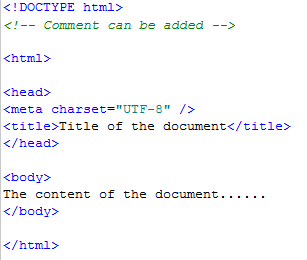 <!DOCTYPE html>
<!-- Comment can be added -->
<html>
<head>
<meta charset="UTF-8" />
<title>Title of the document</title>
</head>
<body>
The content of the document......
</body>
</html>